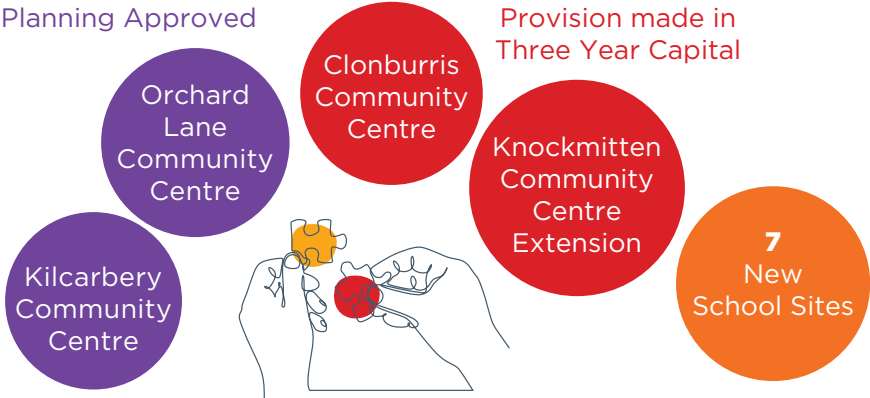 Planning Approved
Kilcarbery
Community
Centre
Orchard
Lane
Community
Centre
Clonburris
Community
Centre
Provision made in
Three Year Capital
Knockmitten
Community
Centre
Extension
7
New
School Sites